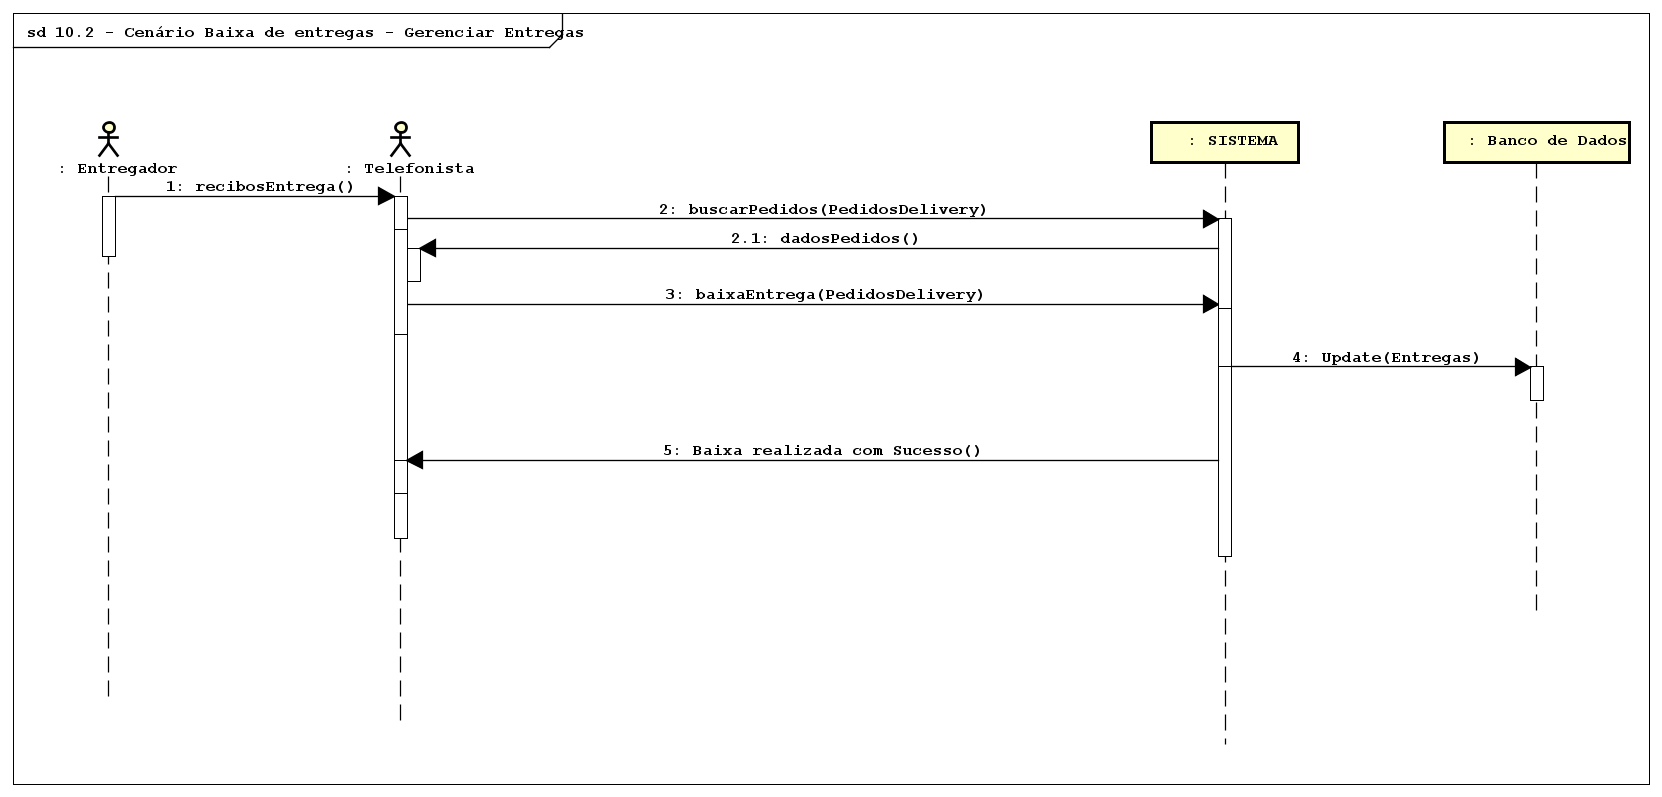 sd 10.2 - Cenário Baixa de entregas - Gerenciar Entregas
: Entregador
: Telefonista
: SISTEMA
: Banco de Dados
1: recibosEntrega()
2: buscarPedidos(PedidosDelivery)
2.1: dadosPedidos()
3: baixaEntrega(PedidosDelivery)
4: Update(Entregas)
5: Baixa realizada com Sucesso()